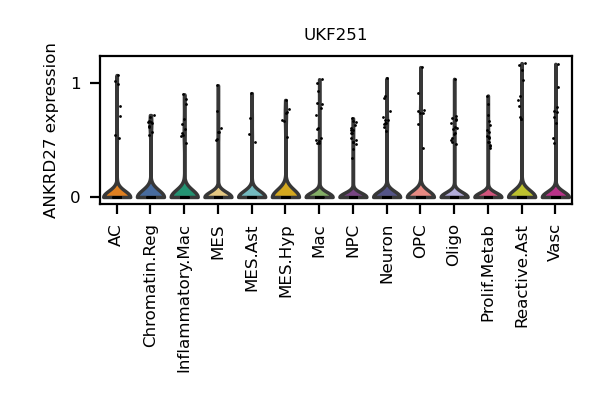 UKF251
ANKRD27 expression
1
0
AC
Chromatin.Reg
Inflammatory.Mac
MES
MES.Ast
MES.Hyp
Mac
NPC
Neuron
OPC
Oligo
Prolif.Metab
Reactive.Ast
Vasc